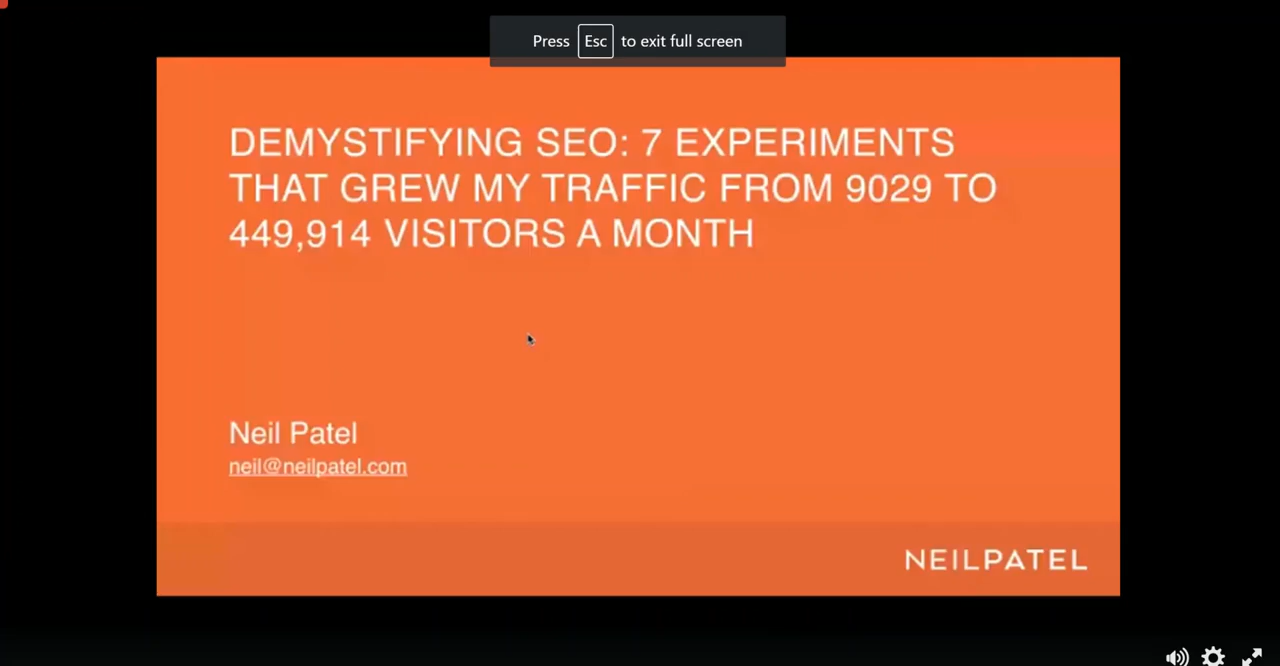 Press Esc to exit full screen
DEMYSTIFYING SEO: 7 EXPERIMENTS
THAT GREW MY TRAFFIC FROM 9029 TO
449,914 VISITORS A MONTH
Neil Patel
neil@neilpatel.com
NEILPATEL